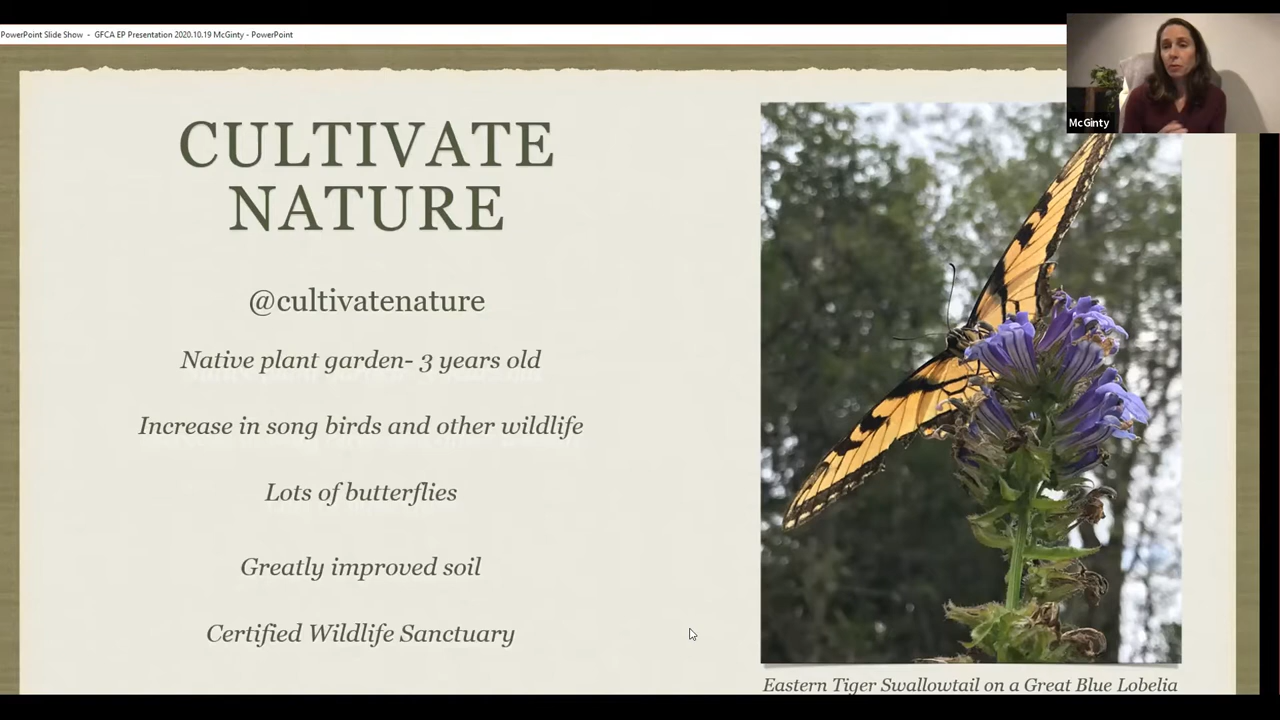 PowerPoint Slide Show - GFCA EP Presentation 2020.10.19 McGinty - PowerPoint
McGinty
CULTIVATE
NATURE
@cultivatenature
Native plant garden- 3 years old
Increase in song birds and other wildlife
Lots of butterflies
Greatly improved soil
Certified Wildlife Sanctuary
Eastern Tiger Swallowtail on a Great Blue Lobelia